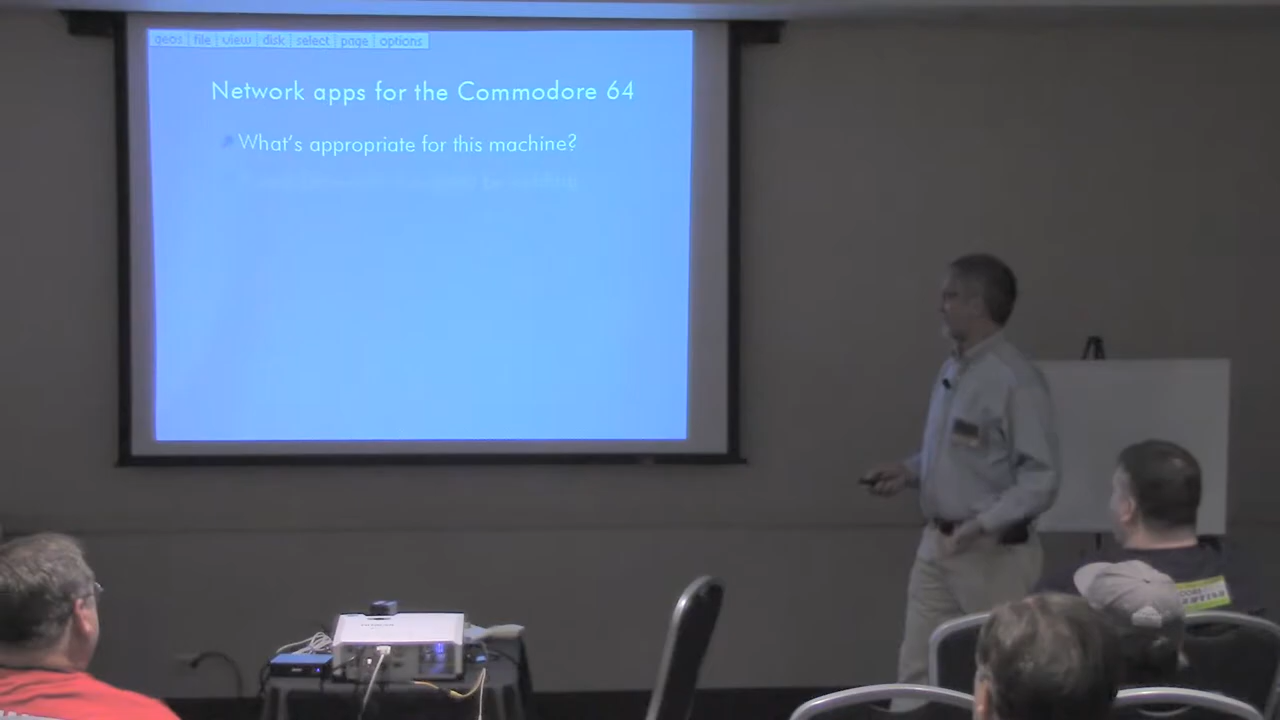 geos file view disk select page options
Network apps for the Commodore 64
What's appropriate for this machine?